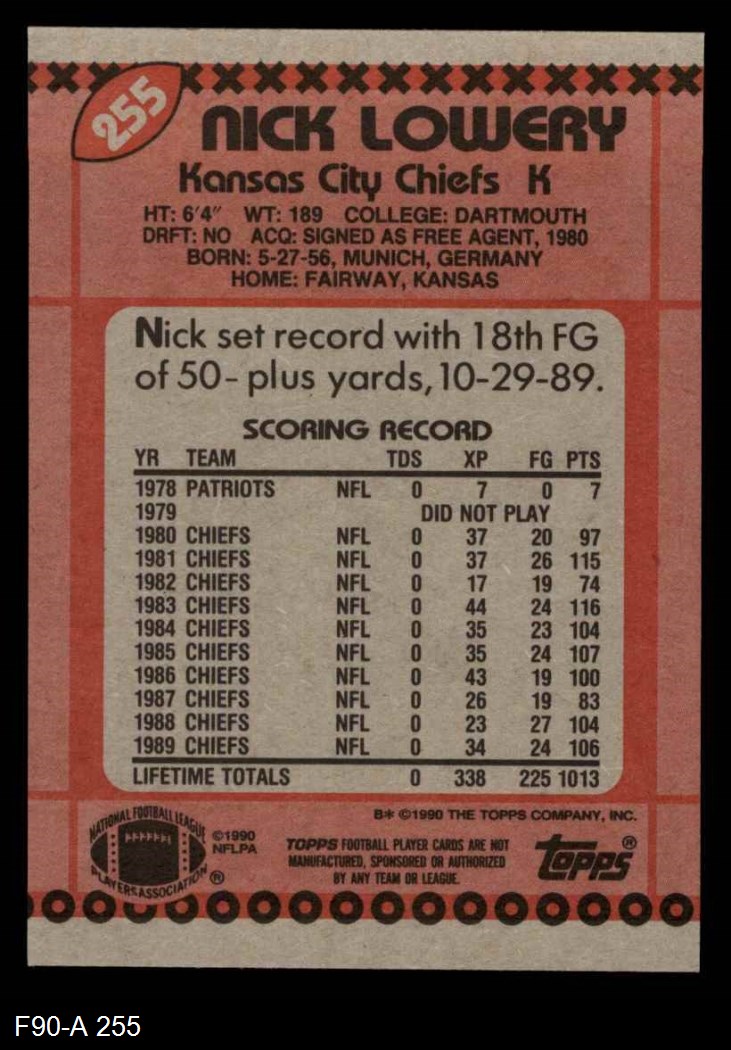 255
NICK LOWERY
Kansas City Chiefs K
HT: 6'4" WT: 189 COLLEGE: DARTMOUTH
DRFT: NO ACQ: SIGNED AS FREE AGENT, 1980
BORN: 5-27-56, MUNICH, GERMANY
HOME: FAIRWAY, KANSAS
Nick set record with 18th FG
of 50-plus yards, 10-29-89.
SCORING RECORD
YR TEAM TDS XP FG PTS
1978 PATRIOTS NFL 0 7 0 7
1979 DID NOT PLAY
1980 CHIEFS NFL 0 37 20 97
1981 CHIEFS NFL 0 37 26 115
1982 CHIEFS NFL 0 17 19 74
1983 CHIEFS NFL 0 44 24 116
1984 CHIEFS NFL 0 35 23 104
1985 CHIEFS NFL 0 35 24 107
1986 CHIEFS NFL 0 43 19 100
1987 CHIEFS NFL 0 26 19 83
1988 CHIEFS NFL 0 23 27 104
1989 CHIEFS NFL 0 34 24 106
LIFETIME TOTALS 0 338 225 1013
B* ©1990 THE TOPPS COMPANY, INC.
NATIONAL FOOTBALL LEAGUE
PLAYERS ASSOCIATION ®
©1990
NFLPA
TOPPS FOOTBALL PLAYER CARDS ARE NOT
MANUFACTURED, SPONSORED OR AUTHORIZED
BY ANY TEAM OR LEAGUE.
topps®
F90-A 255